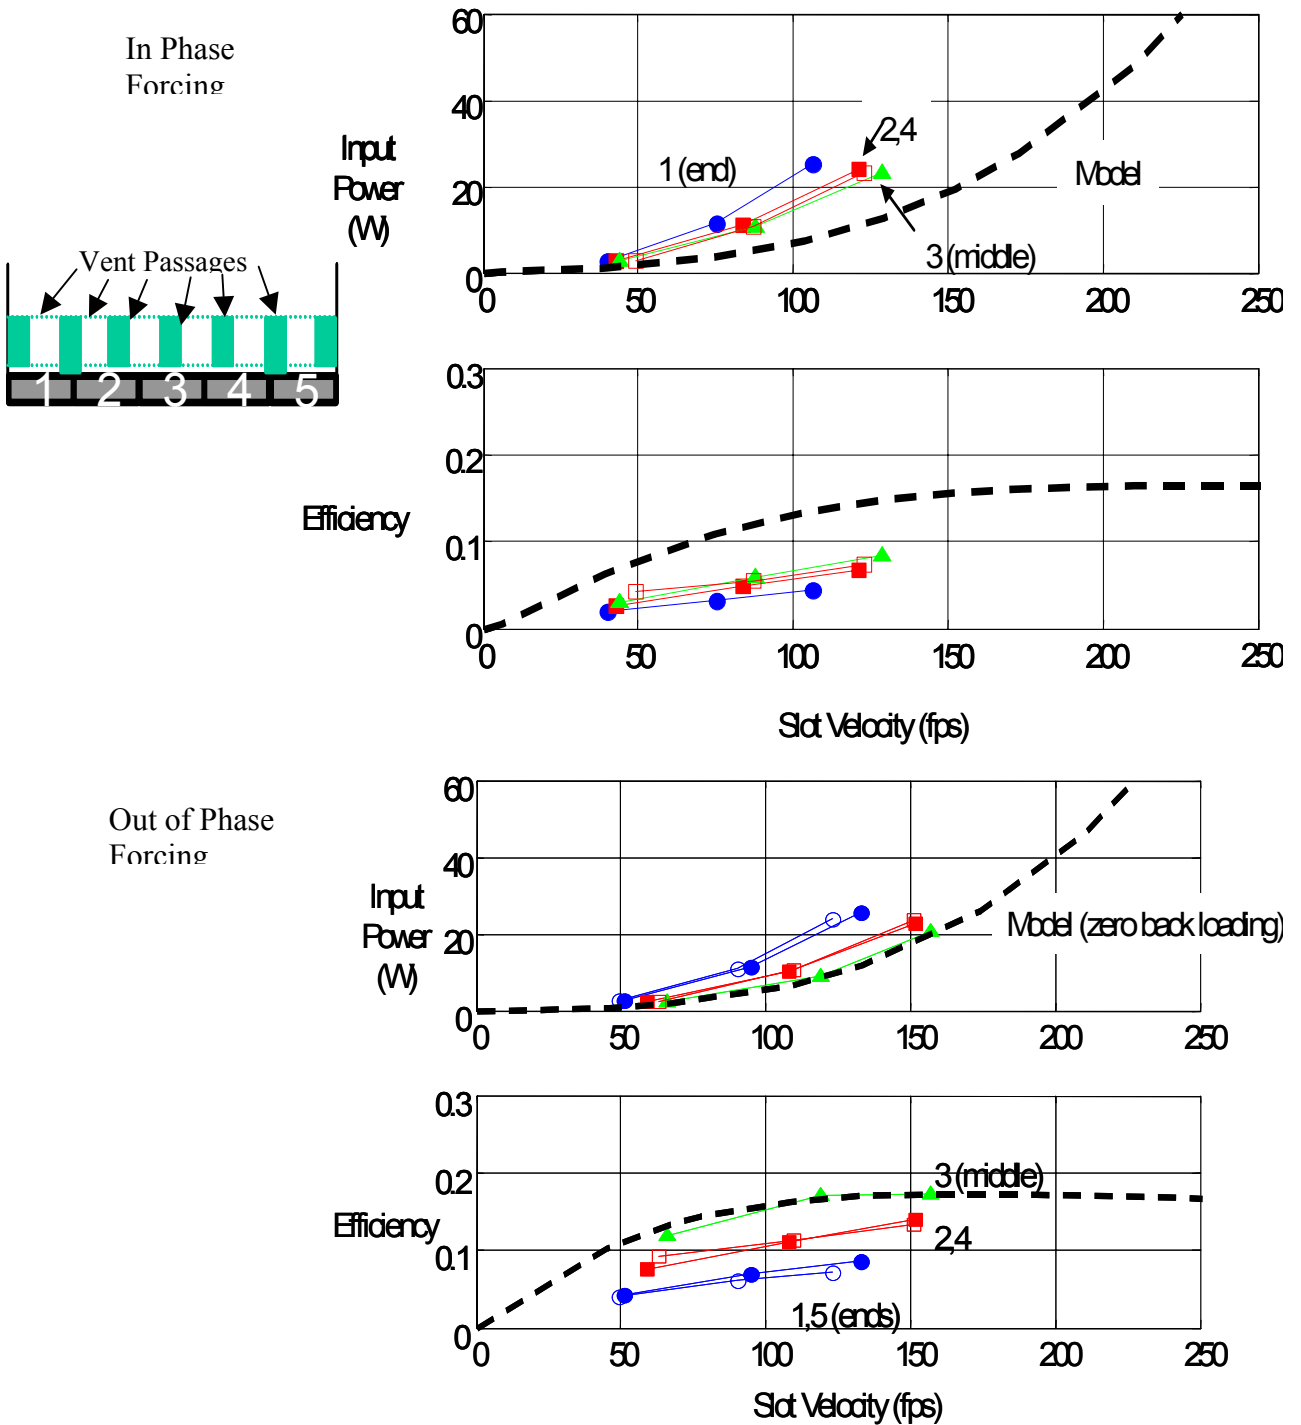 In Phase
Forcing
Input
Power
(W)
60
40
20
0
0
50
100
150
200
250
1 (end)
2,4
3 (middle)
Model
Vent Passages
1 2 3 4 5
Efficiency
0.3
0.2
0.1
0
0
50
100
150
200
250
Slot Velocity (fps)
Out of Phase
Forcing
Input
Power
(W)
60
40
20
0
0
50
100
150
200
250
Model (zero back loading)
Efficiency
0.3
0.2
0.1
0
0
50
100
150
200
250
3 (middle)
2,4
1,5 (ends)
Slot Velocity (fps)